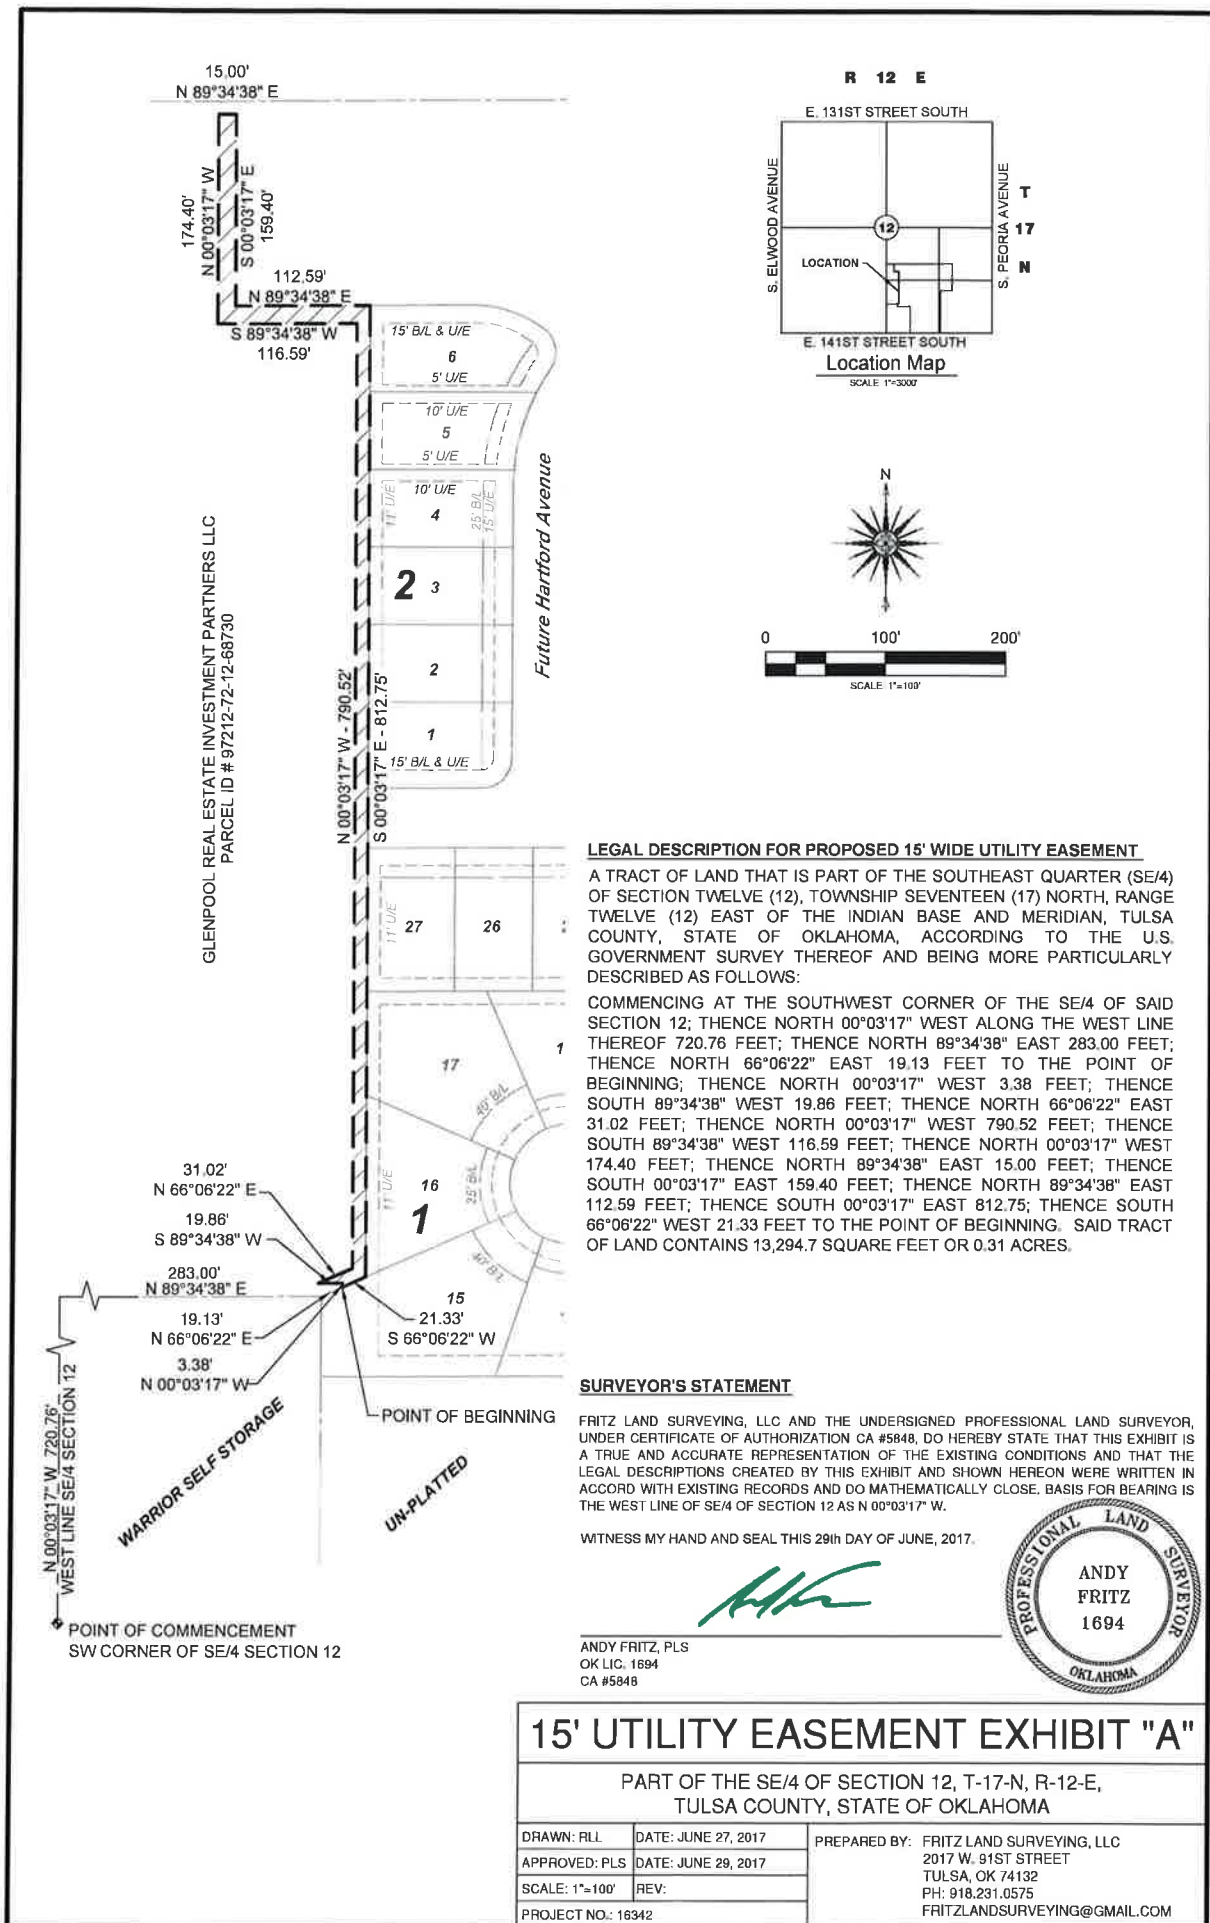 15.00'
N 89°34'38" E
174.40'
N 00°03'17" W
S 00°03'17" E
159.40'
112.59'
N 89°34'38" E
S 89°34'38" W
116.59'
15' B/L & U/E
6
5' U/E
10' U/E
5
5' U/E
10' U/E
11' U/E
4
25' B/L
15' U/E
2
3
2
1
15' B/L & U/E
Future Hartford Avenue
GLENPOOL REAL ESTATE INVESTMENT PARTNERS LLC
PARCEL ID # 97212-72-12-68730
N 00°03'17" W - 790.52'
S 00°03'17" E - 812.75'
11' U/E
27
26
17
1
40' B/L
11' U/E
16
25' B/L
1
40' B/L
15
31.02'
N 66°06'22" E
19.86'
S 89°34'38" W
283.00'
N 89°34'38" E
19.13'
N 66°06'22" E
3.38'
N 00°03'17" W
21.33'
S 66°06'22" W
POINT OF BEGINNING
N 00°03'17" W 720.76'
WEST LINE SE/4 SECTION 12
WARRIOR SELF STORAGE
UN-PLATTED
POINT OF COMMENCEMENT
SW CORNER OF SE/4 SECTION 12
R 12 E
E. 131ST STREET SOUTH
S. ELWOOD AVENUE
S. PEORIA AVENUE
T
17
N
12
LOCATION
E. 141ST STREET SOUTH
Location Map
SCALE 1"=3000'
N
0 100' 200'
SCALE 1"=100'
LEGAL DESCRIPTION FOR PROPOSED 15' WIDE UTILITY EASEMENT
A TRACT OF LAND THAT IS PART OF THE SOUTHEAST QUARTER (SE/4)
OF SECTION TWELVE (12), TOWNSHIP SEVENTEEN (17) NORTH, RANGE
TWELVE (12) EAST OF THE INDIAN BASE AND MERIDIAN, TULSA
COUNTY, STATE OF OKLAHOMA, ACCORDING TO THE U.S.
GOVERNMENT SURVEY THEREOF AND BEING MORE PARTICULARLY
DESCRIBED AS FOLLOWS:
COMMENCING AT THE SOUTHWEST CORNER OF THE SE/4 OF SAID
SECTION 12; THENCE NORTH 00°03'17" WEST ALONG THE WEST LINE
THEREOF 720.76 FEET; THENCE NORTH 89°34'38" EAST 283.00 FEET;
THENCE NORTH 66°06'22" EAST 19.13 FEET TO THE POINT OF
BEGINNING; THENCE NORTH 00°03'17" WEST 3.38 FEET; THENCE
SOUTH 89°34'38" WEST 19.86 FEET; THENCE NORTH 66°06'22" EAST
31.02 FEET; THENCE NORTH 00°03'17" WEST 790.52 FEET; THENCE
SOUTH 89°34'38" WEST 116.59 FEET; THENCE NORTH 00°03'17" WEST
174.40 FEET; THENCE NORTH 89°34'38" EAST 15.00 FEET; THENCE
SOUTH 00°03'17" EAST 159.40 FEET; THENCE NORTH 89°34'38" EAST
112.59 FEET; THENCE SOUTH 00°03'17" EAST 812.75; THENCE SOUTH
66°06'22" WEST 21.33 FEET TO THE POINT OF BEGINNING. SAID TRACT
OF LAND CONTAINS 13,294.7 SQUARE FEET OR 0.31 ACRES.
SURVEYOR'S STATEMENT
FRITZ LAND SURVEYING, LLC AND THE UNDERSIGNED PROFESSIONAL LAND SURVEYOR,
UNDER CERTIFICATE OF AUTHORIZATION CA #5848, DO HEREBY STATE THAT THIS EXHIBIT IS
A TRUE AND ACCURATE REPRESENTATION OF THE EXISTING CONDITIONS AND THAT THE
LEGAL DESCRIPTIONS CREATED BY THIS EXHIBIT AND SHOWN HEREON WERE WRITTEN IN
ACCORD WITH EXISTING RECORDS AND DO MATHEMATICALLY CLOSE. BASIS FOR BEARING IS
THE WEST LINE OF SE/4 OF SECTION 12 AS N 00°03'17" W.
WITNESS MY HAND AND SEAL THIS 29th DAY OF JUNE, 2017.
ANDY FRITZ, PLS
OK LIC. 1694
CA #5848
PROFESSIONAL LAND SURVEYOR
ANDY
FRITZ
1694
OKLAHOMA
15' UTILITY EASEMENT EXHIBIT "A"
PART OF THE SE/4 OF SECTION 12, T-17-N, R-12-E,
TULSA COUNTY, STATE OF OKLAHOMA
DRAWN: RLL DATE: JUNE 27, 2017
APPROVED: PLS DATE: JUNE 29, 2017
SCALE: 1"=100' REV:
PROJECT NO.: 16342
PREPARED BY: FRITZ LAND SURVEYING, LLC
2017 W. 91ST STREET
TULSA, OK 74132
PH: 918.231.0575
FRITZLANDSURVEYING@GMAIL.COM